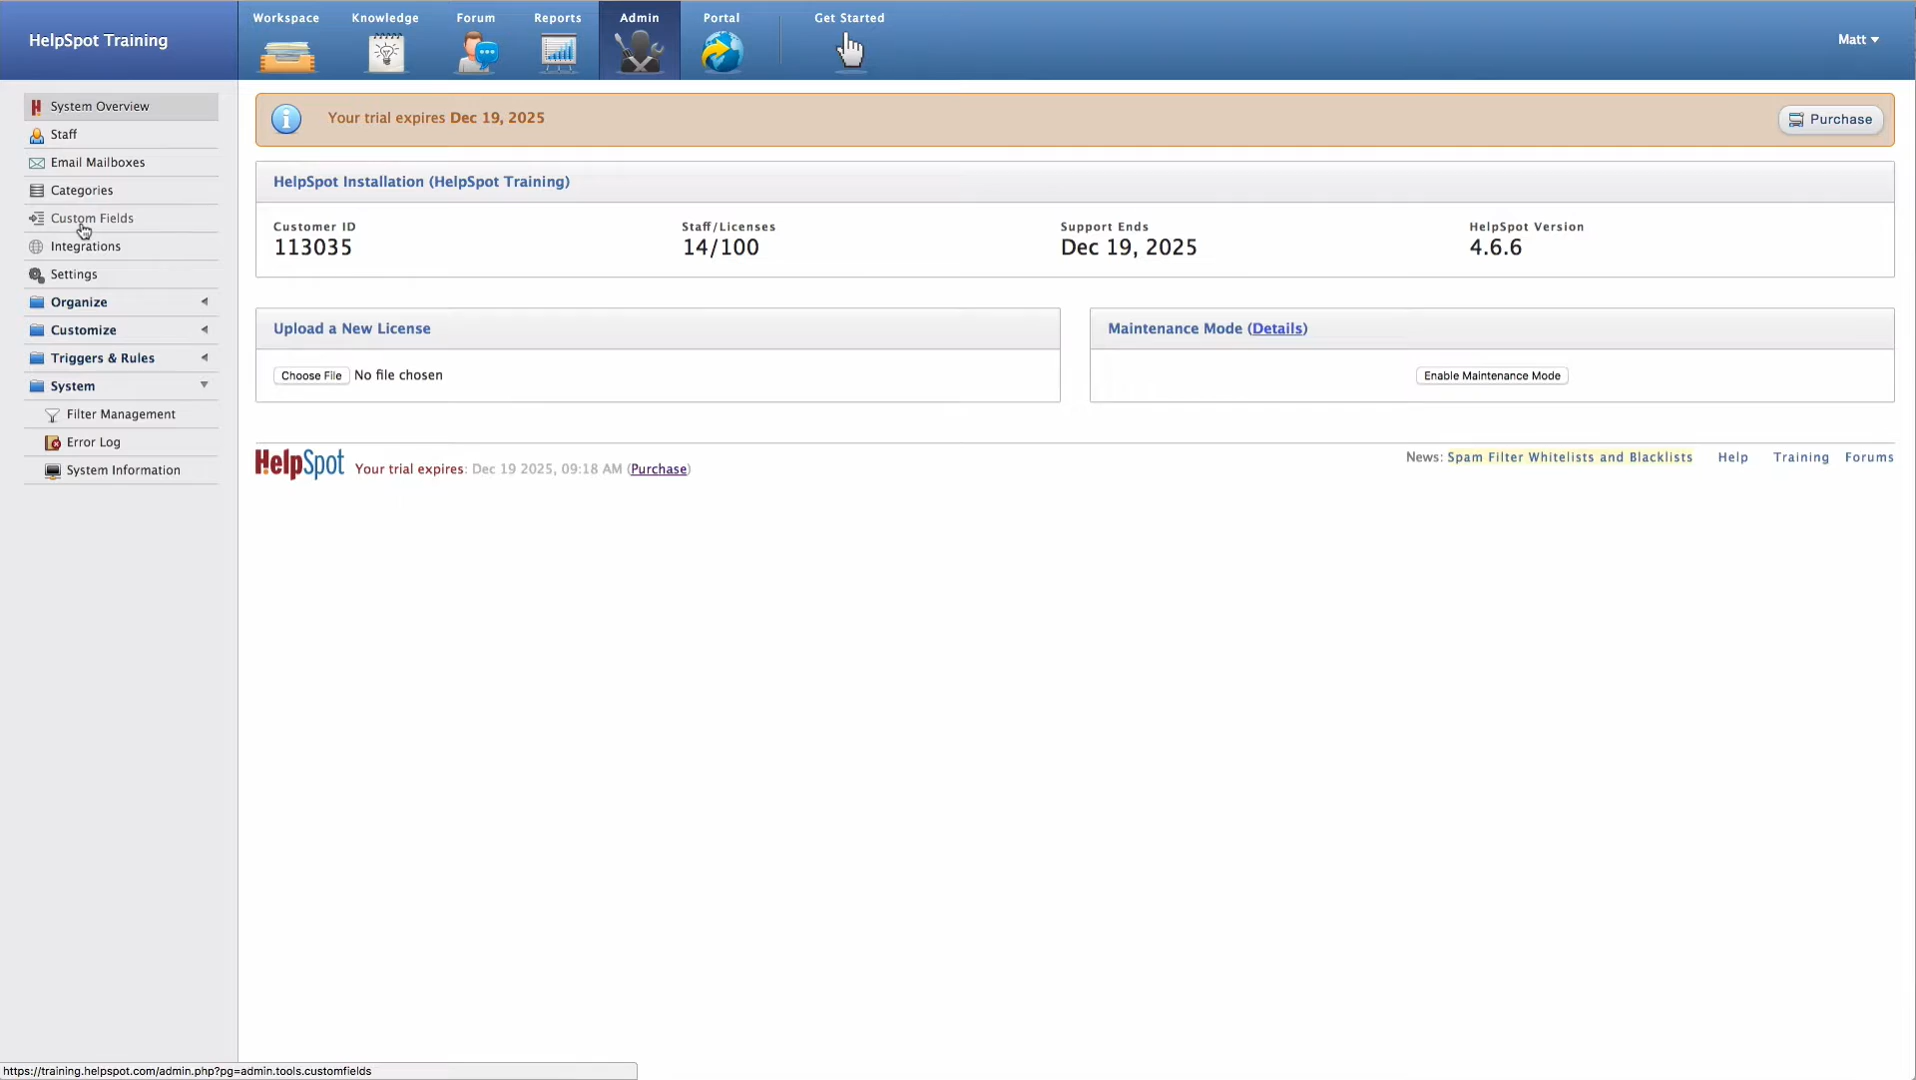 HelpSpot Training
Workspace
Knowledge
Forum
Reports
Admin
Portal
Get Started
Matt
System Overview
Staff
Email Mailboxes
Categories
Custom Fields
Integrations
Settings
Organize
Customize
Triggers & Rules
System
Filter Management
Error Log
System Information
Your trial expires Dec 19, 2025
Purchase
HelpSpot Installation (HelpSpot Training)
Customer ID
113035
Staff/Licenses
14/100
Support Ends
Dec 19, 2025
HelpSpot Version
4.6.6
Upload a New License
Choose File No file chosen
Maintenance Mode (Details)
Enable Maintenance Mode
HelpSpot Your trial expires: Dec 19 2025, 09:18 AM (Purchase)
News: Spam Filter Whitelists and Blacklists Help Training Forums
https://training.helpspot.com/admin.php?pg=admin.tools.customfields